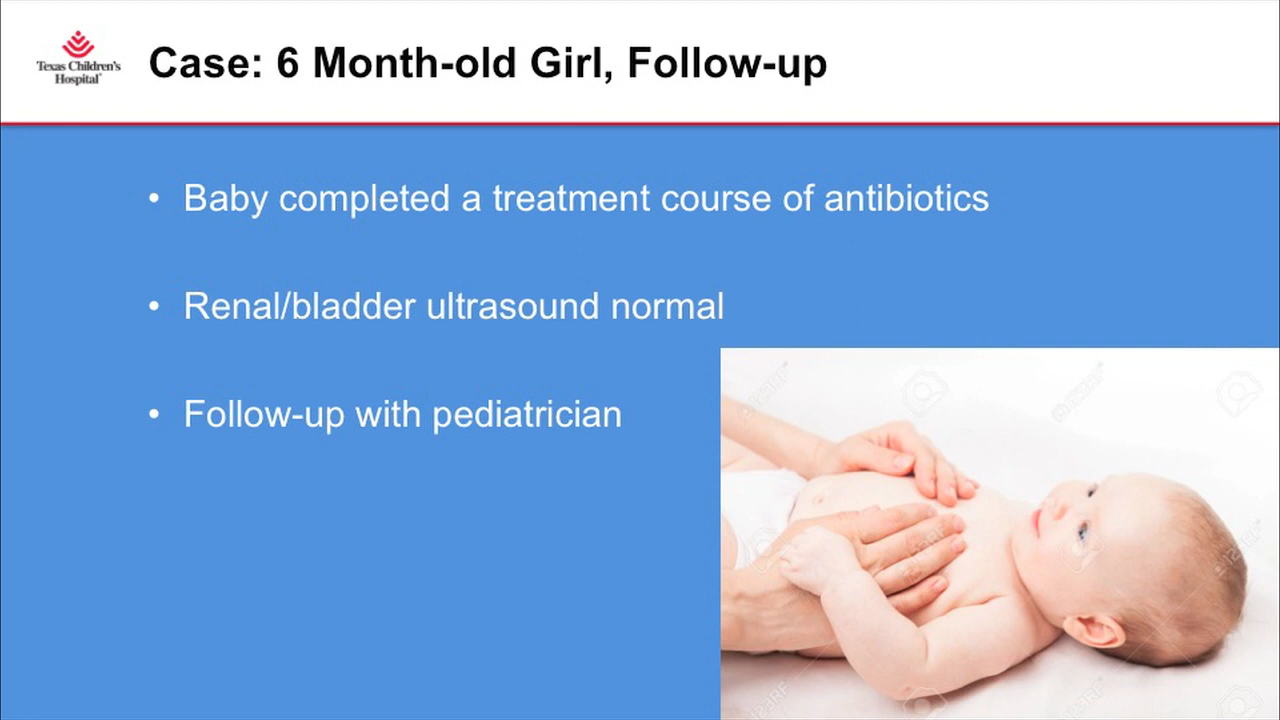 Texas Children's
Hospital
Case: 6 Month-old Girl, Follow-up
• Baby completed a treatment course of antibiotics
• Renal/bladder ultrasound normal
• Follow-up with pediatrician
123RF